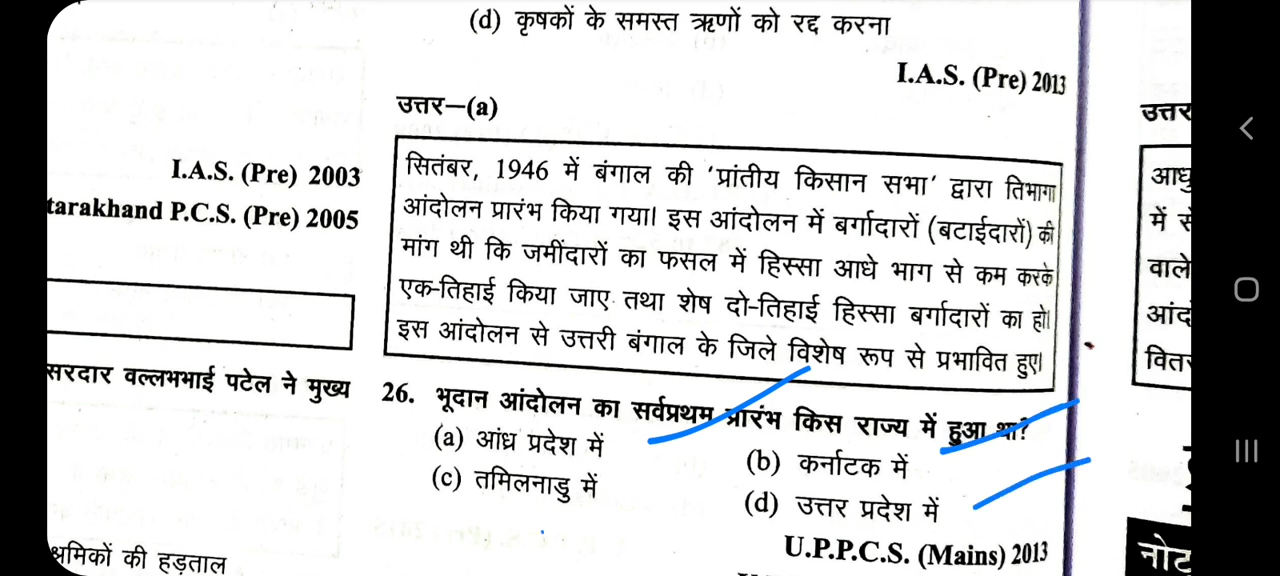 (d) कृषकों के समस्त ऋणों को रद्द करना
I.A.S. (Pre) 2013
उत्तर–(a)
सितंबर, 1946 में बंगाल की 'प्रांतीय किसान सभा' द्वारा तिभागा
आंदोलन प्रारंभ किया गया। इस आंदोलन में बर्गादारों (बटाईदारों) की
मांग थी कि जमींदारों का फसल में हिस्सा आधे भाग से कम करके
एक-तिहाई किया जाए तथा शेष दो-तिहाई हिस्सा बर्गादारों का हो।
इस आंदोलन से उत्तरी बंगाल के जिले विशेष रूप से प्रभावित हुए।
26. भूदान आंदोलन का सर्वप्रथम प्रारंभ किस राज्य में हुआ था?
(a) आंध्र प्रदेश में
(b) कर्नाटक में
(c) तमिलनाडु में
(d) उत्तर प्रदेश में
U.P.P.C.S. (Mains) 2013
I.A.S. (Pre) 2003
tarakhand P.C.S. (Pre) 2005
सरदार वल्लभभाई पटेल ने मुख्य
श्रमिकों की हड़ताल
उत्तर
आधु
में से
वाले
आंद
वितर
नोट